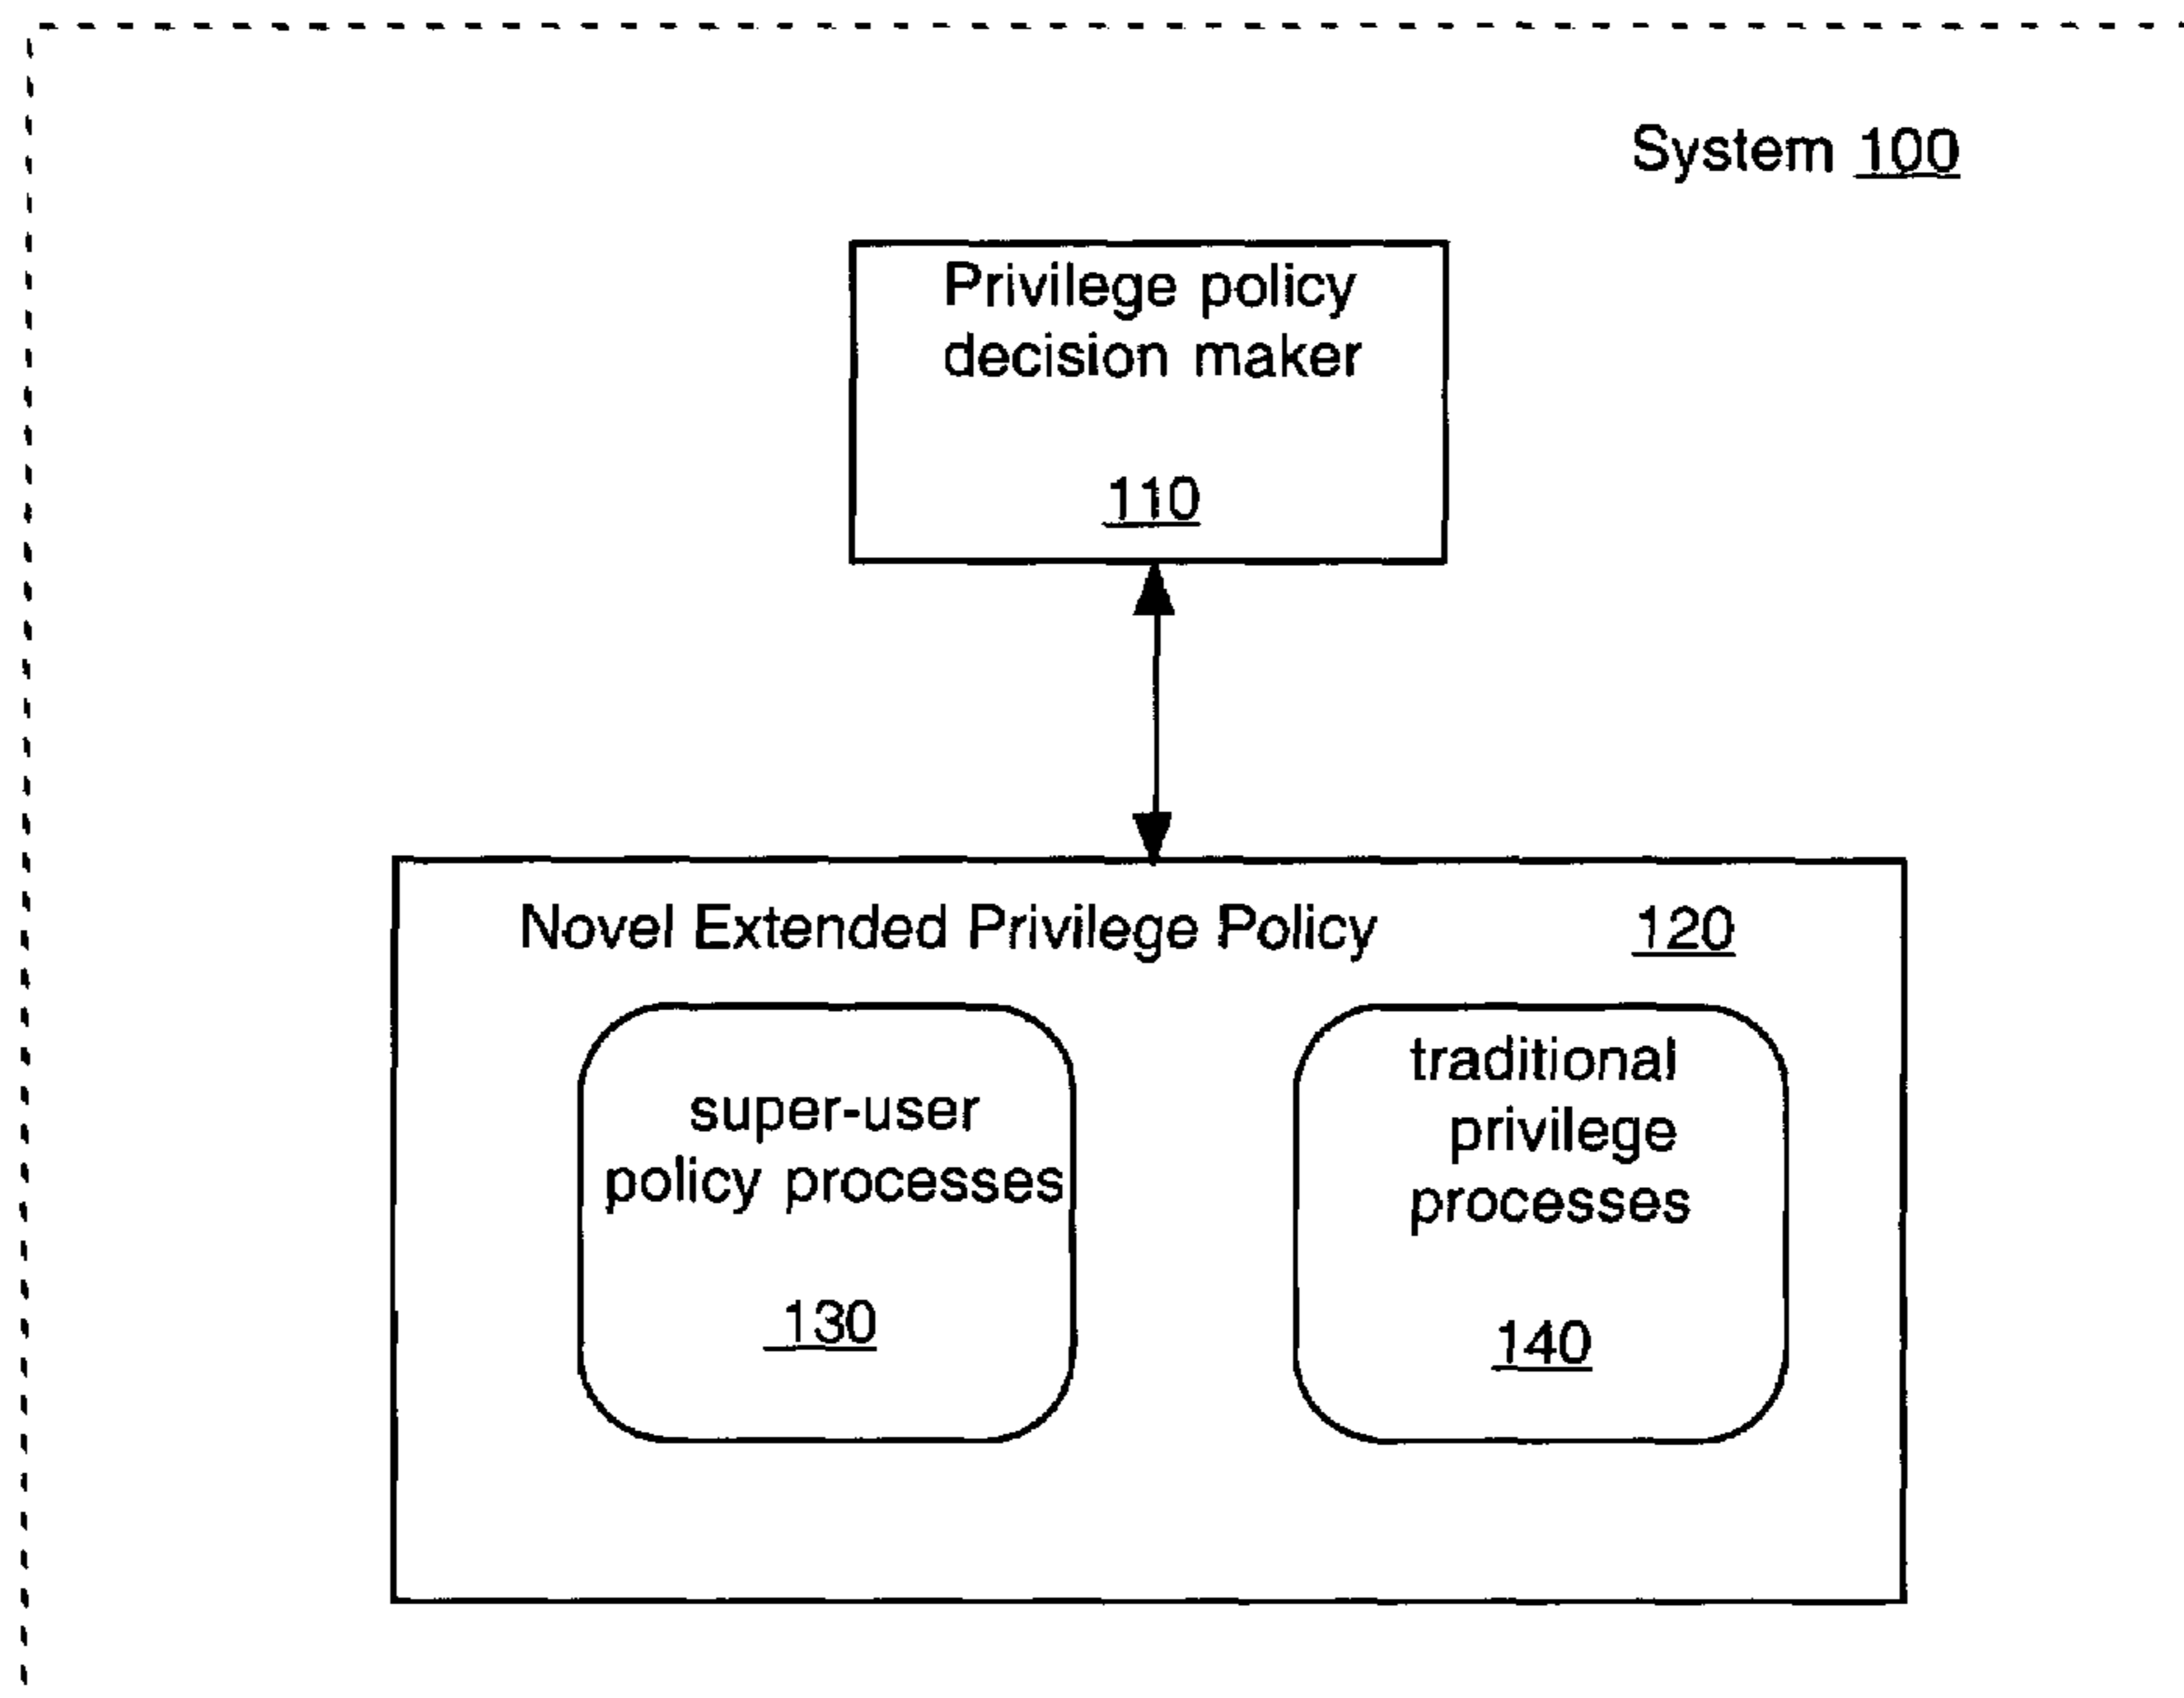 System 100
Privilege policy
decision maker
110
Novel Extended Privilege Policy 120
super-user
policy processes
130
traditional
privilege
processes
140